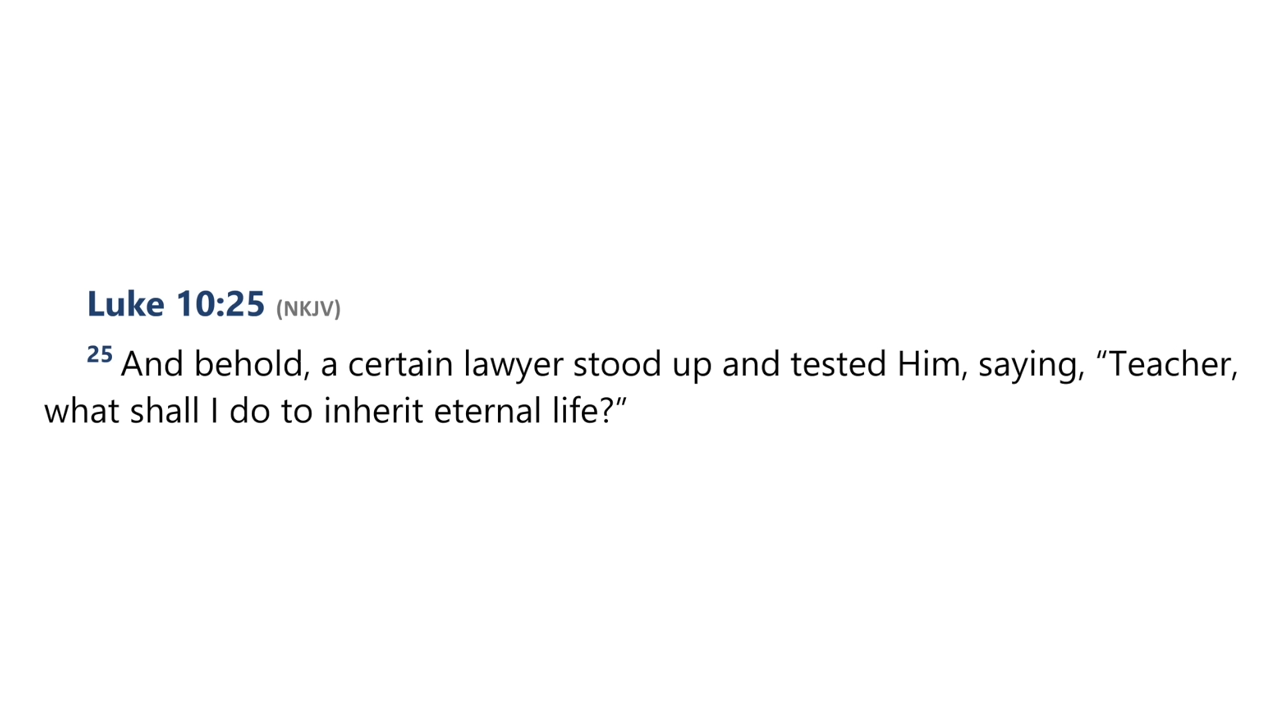 Luke 10:25 (NKJV)
25 And behold, a certain lawyer stood up and tested Him, saying, “Teacher,
what shall I do to inherit eternal life?”